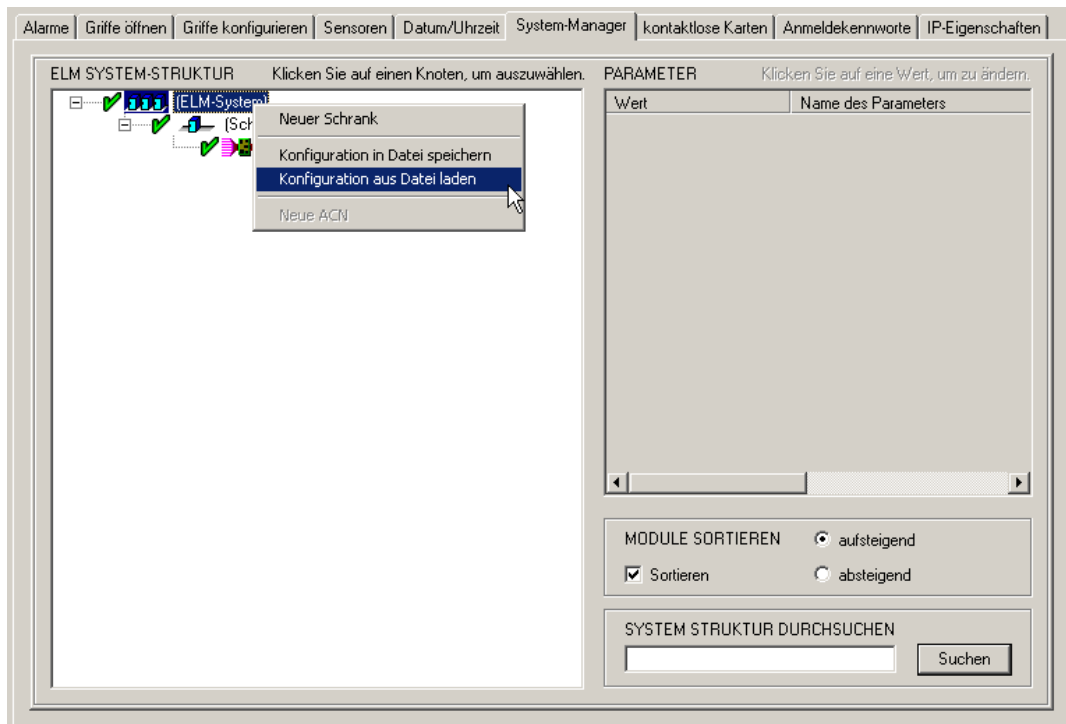 Alarme Griffe öffnen Griffe konfigurieren Sensoren Datum/Uhrzeit System-Manager kontaktlose Karten Anmeldekennworte IP-Eigenschaften
ELM SYSTEM-STRUKTUR Klicken Sie auf einen Knoten, um auszuwählen.
(ELM-System)
(Sch
Neuer Schrank
Konfiguration in Datei speichern
Konfiguration aus Datei laden
Neue ACN
PARAMETER Klicken Sie auf eine Wert, um zu ändern.
Wert Name des Parameters
MODULE SORTIEREN
aufsteigend
Sortieren
absteigend
SYSTEM STRUKTUR DURCHSUCHEN
Suchen